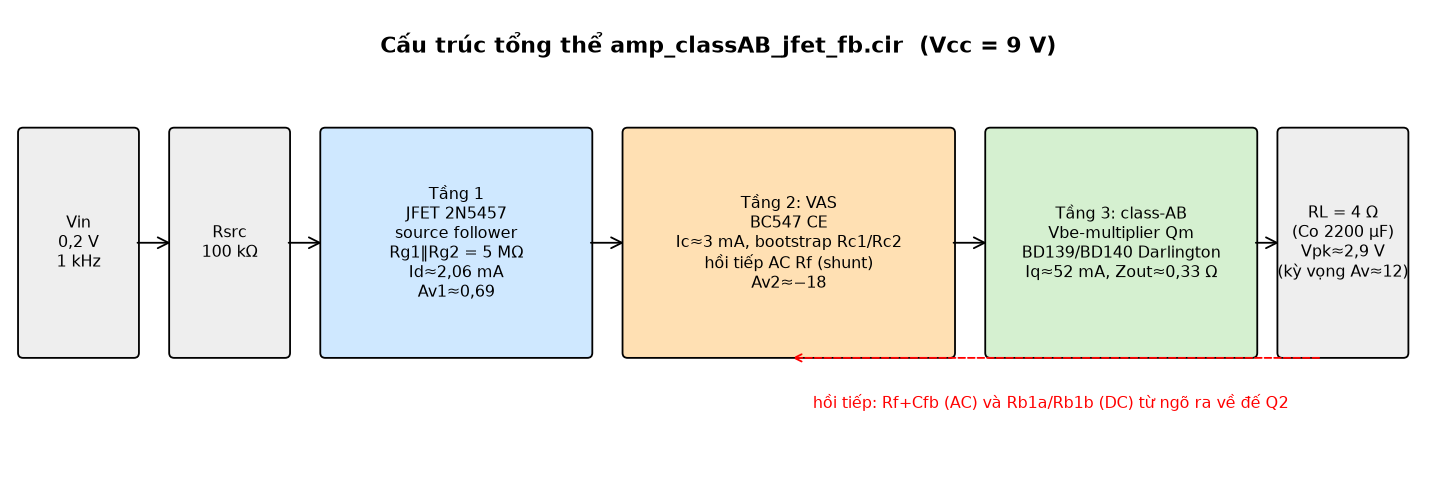 Cấu trúc tổng thể amp_classAB_jfet_fb.cir  (Vcc = 9 V)
Vin
0,2 V
1 kHz
Rsrc
100 kΩ
Tầng 1
JFET 2N5457
source follower
Rg1∥Rg2 = 5 MΩ
Id≈2,06 mA
Av1≈0,69
Tầng 2: VAS
BC547 CE
Ic≈3 mA, bootstrap Rc1/Rc2
hồi tiếp AC Rf (shunt)
Av2≈−18
Tầng 3: class-AB
Vbe-multiplier Qm
BD139/BD140 Darlington
Iq≈52 mA, Zout≈0,33 Ω
RL = 4 Ω
(Co 2200 µF)
Vpk≈2,9 V
(kỳ vọng Av≈12)
hồi tiếp: Rf+Cfb (AC) và Rb1a/Rb1b (DC) từ ngõ ra về đế Q2